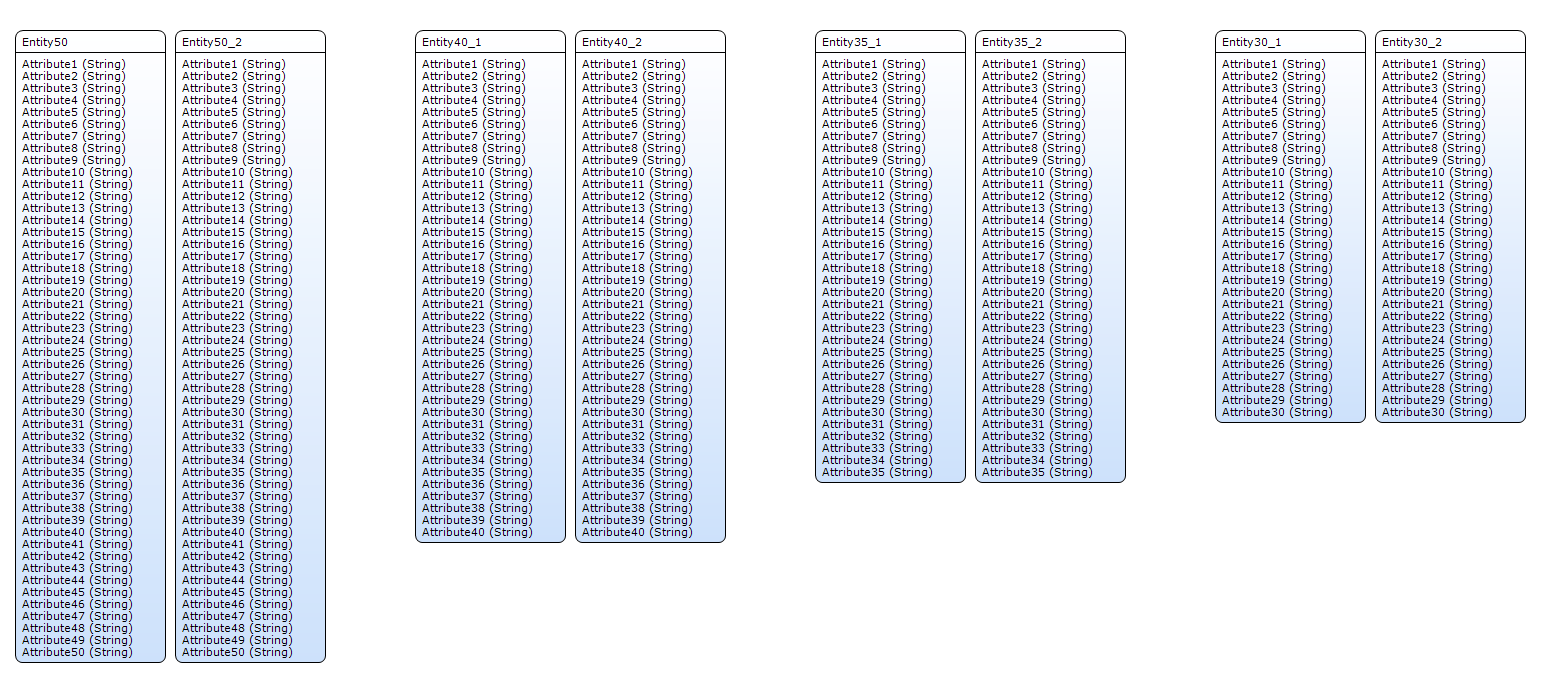 Entity50
Attribute1 (String)
Attribute2 (String)
Attribute3 (String)
Attribute4 (String)
Attribute5 (String)
Attribute6 (String)
Attribute7 (String)
Attribute8 (String)
Attribute9 (String)
Attribute10 (String)
Attribute11 (String)
Attribute12 (String)
Attribute13 (String)
Attribute14 (String)
Attribute15 (String)
Attribute16 (String)
Attribute17 (String)
Attribute18 (String)
Attribute19 (String)
Attribute20 (String)
Attribute21 (String)
Attribute22 (String)
Attribute23 (String)
Attribute24 (String)
Attribute25 (String)
Attribute26 (String)
Attribute27 (String)
Attribute28 (String)
Attribute29 (String)
Attribute30 (String)
Attribute31 (String)
Attribute32 (String)
Attribute33 (String)
Attribute34 (String)
Attribute35 (String)
Attribute36 (String)
Attribute37 (String)
Attribute38 (String)
Attribute39 (String)
Attribute40 (String)
Attribute41 (String)
Attribute42 (String)
Attribute43 (String)
Attribute44 (String)
Attribute45 (String)
Attribute46 (String)
Attribute47 (String)
Attribute48 (String)
Attribute49 (String)
Attribute50 (String)
Entity50_2
Attribute1 (String)
Attribute2 (String)
Attribute3 (String)
Attribute4 (String)
Attribute5 (String)
Attribute6 (String)
Attribute7 (String)
Attribute8 (String)
Attribute9 (String)
Attribute10 (String)
Attribute11 (String)
Attribute12 (String)
Attribute13 (String)
Attribute14 (String)
Attribute15 (String)
Attribute16 (String)
Attribute17 (String)
Attribute18 (String)
Attribute19 (String)
Attribute20 (String)
Attribute21 (String)
Attribute22 (String)
Attribute23 (String)
Attribute24 (String)
Attribute25 (String)
Attribute26 (String)
Attribute27 (String)
Attribute28 (String)
Attribute29 (String)
Attribute30 (String)
Attribute31 (String)
Attribute32 (String)
Attribute33 (String)
Attribute34 (String)
Attribute35 (String)
Attribute36 (String)
Attribute37 (String)
Attribute38 (String)
Attribute39 (String)
Attribute40 (String)
Attribute41 (String)
Attribute42 (String)
Attribute43 (String)
Attribute44 (String)
Attribute45 (String)
Attribute46 (String)
Attribute47 (String)
Attribute48 (String)
Attribute49 (String)
Attribute50 (String)
Entity40_1
Attribute1 (String)
Attribute2 (String)
Attribute3 (String)
Attribute4 (String)
Attribute5 (String)
Attribute6 (String)
Attribute7 (String)
Attribute8 (String)
Attribute9 (String)
Attribute10 (String)
Attribute11 (String)
Attribute12 (String)
Attribute13 (String)
Attribute14 (String)
Attribute15 (String)
Attribute16 (String)
Attribute17 (String)
Attribute18 (String)
Attribute19 (String)
Attribute20 (String)
Attribute21 (String)
Attribute22 (String)
Attribute23 (String)
Attribute24 (String)
Attribute25 (String)
Attribute26 (String)
Attribute27 (String)
Attribute28 (String)
Attribute29 (String)
Attribute30 (String)
Attribute31 (String)
Attribute32 (String)
Attribute33 (String)
Attribute34 (String)
Attribute35 (String)
Attribute36 (String)
Attribute37 (String)
Attribute38 (String)
Attribute39 (String)
Attribute40 (String)
Entity40_2
Attribute1 (String)
Attribute2 (String)
Attribute3 (String)
Attribute4 (String)
Attribute5 (String)
Attribute6 (String)
Attribute7 (String)
Attribute8 (String)
Attribute9 (String)
Attribute10 (String)
Attribute11 (String)
Attribute12 (String)
Attribute13 (String)
Attribute14 (String)
Attribute15 (String)
Attribute16 (String)
Attribute17 (String)
Attribute18 (String)
Attribute19 (String)
Attribute20 (String)
Attribute21 (String)
Attribute22 (String)
Attribute23 (String)
Attribute24 (String)
Attribute25 (String)
Attribute26 (String)
Attribute27 (String)
Attribute28 (String)
Attribute29 (String)
Attribute30 (String)
Attribute31 (String)
Attribute32 (String)
Attribute33 (String)
Attribute34 (String)
Attribute35 (String)
Attribute36 (String)
Attribute37 (String)
Attribute38 (String)
Attribute39 (String)
Attribute40 (String)
Entity35_1
Attribute1 (String)
Attribute2 (String)
Attribute3 (String)
Attribute4 (String)
Attribute5 (String)
Attribute6 (String)
Attribute7 (String)
Attribute8 (String)
Attribute9 (String)
Attribute10 (String)
Attribute11 (String)
Attribute12 (String)
Attribute13 (String)
Attribute14 (String)
Attribute15 (String)
Attribute16 (String)
Attribute17 (String)
Attribute18 (String)
Attribute19 (String)
Attribute20 (String)
Attribute21 (String)
Attribute22 (String)
Attribute23 (String)
Attribute24 (String)
Attribute25 (String)
Attribute26 (String)
Attribute27 (String)
Attribute28 (String)
Attribute29 (String)
Attribute30 (String)
Attribute31 (String)
Attribute32 (String)
Attribute33 (String)
Attribute34 (String)
Attribute35 (String)
Entity35_2
Attribute1 (String)
Attribute2 (String)
Attribute3 (String)
Attribute4 (String)
Attribute5 (String)
Attribute6 (String)
Attribute7 (String)
Attribute8 (String)
Attribute9 (String)
Attribute10 (String)
Attribute11 (String)
Attribute12 (String)
Attribute13 (String)
Attribute14 (String)
Attribute15 (String)
Attribute16 (String)
Attribute17 (String)
Attribute18 (String)
Attribute19 (String)
Attribute20 (String)
Attribute21 (String)
Attribute22 (String)
Attribute23 (String)
Attribute24 (String)
Attribute25 (String)
Attribute26 (String)
Attribute27 (String)
Attribute28 (String)
Attribute29 (String)
Attribute30 (String)
Attribute31 (String)
Attribute32 (String)
Attribute33 (String)
Attribute34 (String)
Attribute35 (String)
Entity30_1
Attribute1 (String)
Attribute2 (String)
Attribute3 (String)
Attribute4 (String)
Attribute5 (String)
Attribute6 (String)
Attribute7 (String)
Attribute8 (String)
Attribute9 (String)
Attribute10 (String)
Attribute11 (String)
Attribute12 (String)
Attribute13 (String)
Attribute14 (String)
Attribute15 (String)
Attribute16 (String)
Attribute17 (String)
Attribute18 (String)
Attribute19 (String)
Attribute20 (String)
Attribute21 (String)
Attribute22 (String)
Attribute23 (String)
Attribute24 (String)
Attribute25 (String)
Attribute26 (String)
Attribute27 (String)
Attribute28 (String)
Attribute29 (String)
Attribute30 (String)
Entity30_2
Attribute1 (String)
Attribute2 (String)
Attribute3 (String)
Attribute4 (String)
Attribute5 (String)
Attribute6 (String)
Attribute7 (String)
Attribute8 (String)
Attribute9 (String)
Attribute10 (String)
Attribute11 (String)
Attribute12 (String)
Attribute13 (String)
Attribute14 (String)
Attribute15 (String)
Attribute16 (String)
Attribute17 (String)
Attribute18 (String)
Attribute19 (String)
Attribute20 (String)
Attribute21 (String)
Attribute22 (String)
Attribute23 (String)
Attribute24 (String)
Attribute25 (String)
Attribute26 (String)
Attribute27 (String)
Attribute28 (String)
Attribute29 (String)
Attribute30 (String)